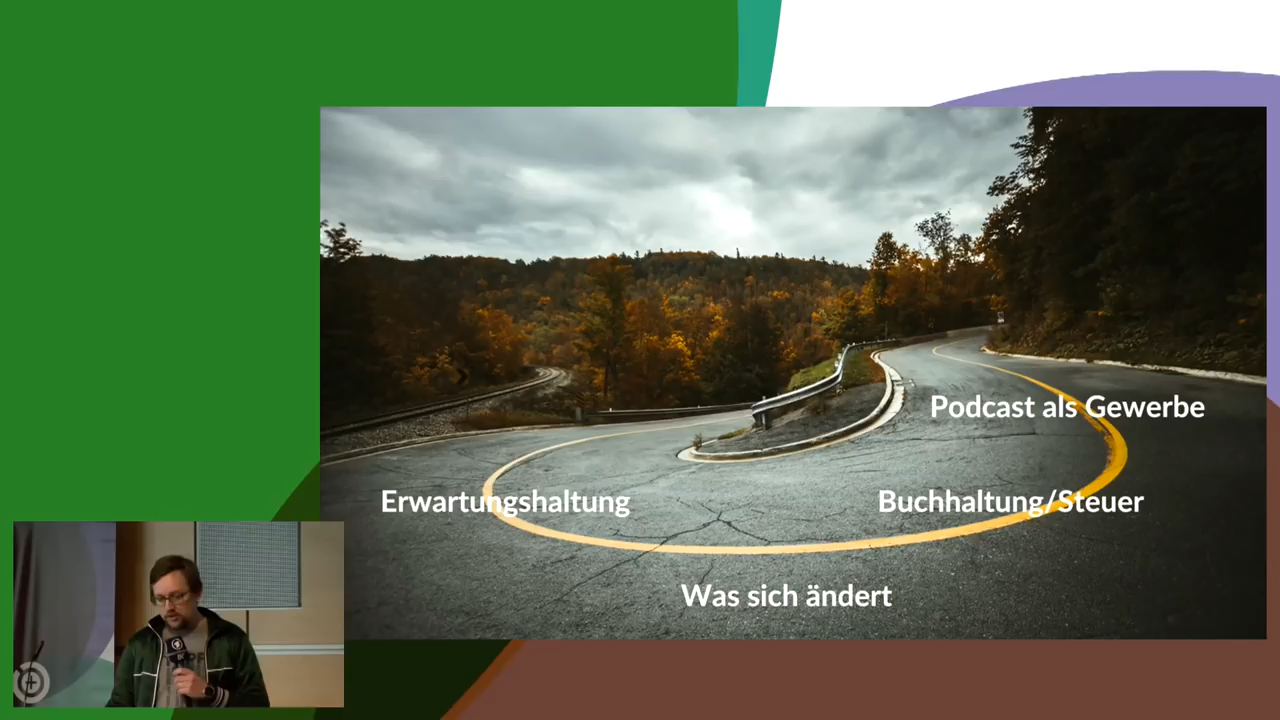 Podcast als Gewerbe
Erwartungshaltung
Buchhaltung/Steuer
Was sich ändert